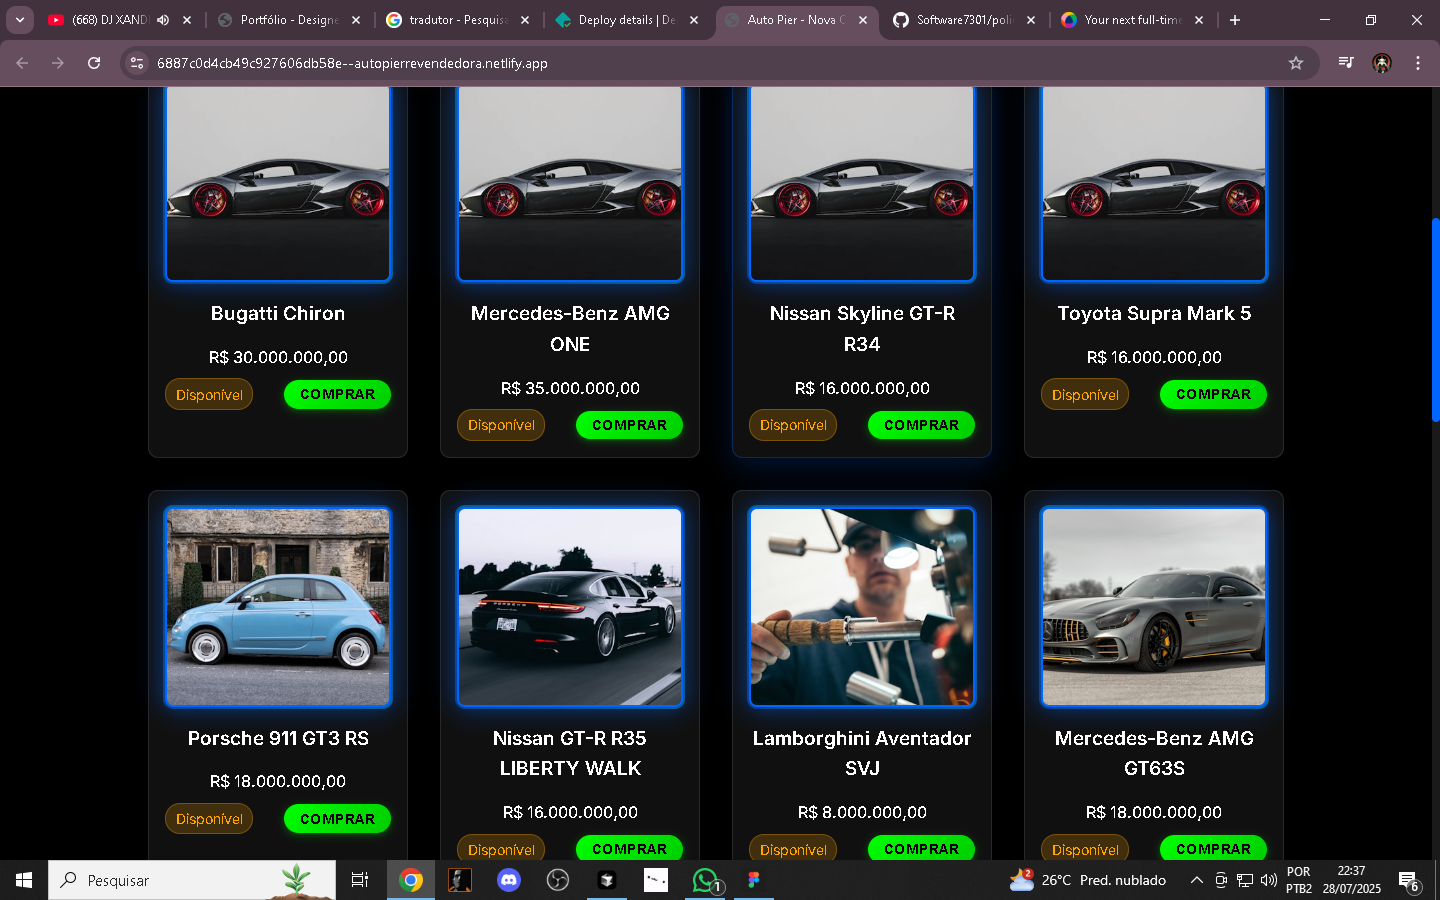 (668) DJ XAND
Portfólio - Designe
tradutor - Pesquisa
Deploy details | De
Auto Pier - Nova C
Software7301/poli
Your next full-time
6887c0d4cb49c927606db58e--autopierrevendedora.netlify.app
Bugatti Chiron
R$ 30.000.000,00
Disponível
COMPRAR
Mercedes-Benz AMG
ONE
R$ 35.000.000,00
Disponível
COMPRAR
Nissan Skyline GT-R
R34
R$ 16.000.000,00
Disponível
COMPRAR
Toyota Supra Mark 5
R$ 16.000.000,00
Disponível
COMPRAR
Porsche 911 GT3 RS
R$ 18.000.000,00
Disponível
COMPRAR
PORSCHE
Nissan GT-R R35
LIBERTY WALK
R$ 16.000.000,00
Disponível
COMPRAR
Lamborghini Aventador
SVJ
R$ 8.000.000,00
Disponível
COMPRAR
Mercedes-Benz AMG
GT63S
R$ 18.000.000,00
Disponível
COMPRAR
Pesquisar
1
2
26°C Pred. nublado
POR
PTB2
22:37
28/07/2025
6